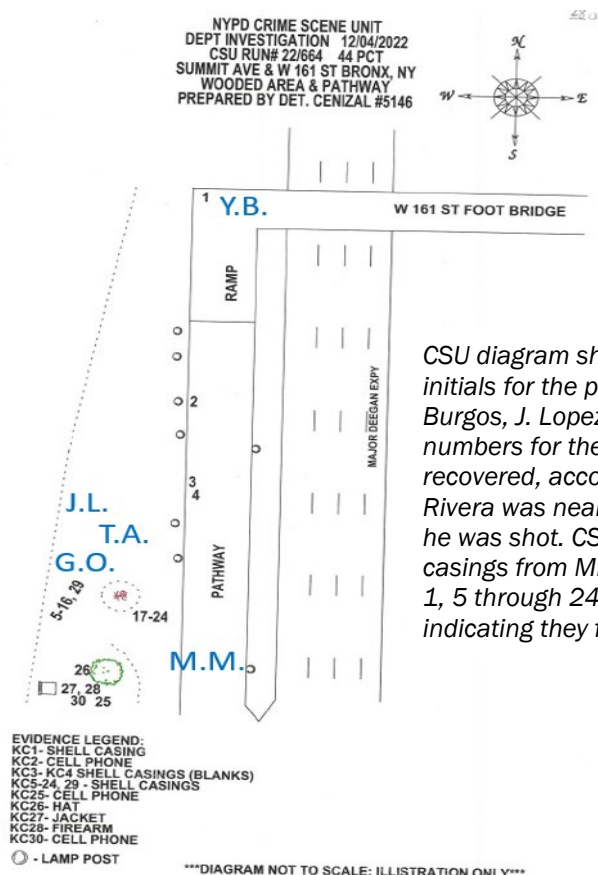 NYPD CRIME SCENE UNIT
DEPT INVESTIGATION 12/04/2022
CSU RUN# 22/664 44 PCT
SUMMIT AVE & W 161 ST BRONX, NY
WOODED AREA & PATHWAY
PREPARED BY DET. CENIZAL #5146
N
W E
S
1 Y.B.
W 161 ST FOOT BRIDGE
RAMP
MAJOR DEEGAN EXPY
2
3
4
PATHWAY
J.L.
T.A.
G.O.
5-16, 29
17-24
M.M.
26
27, 28
30 25
CSU diagram sh
initials for the p
Burgos, J. Lopez
numbers for the
recovered, acco
Rivera was near
he was shot. CS
casings from M
1, 5 through 24
indicating they f
EVIDENCE LEGEND:
KC1- SHELL CASING
KC2- CELL PHONE
KC3- KC4 SHELL CASINGS (BLANKS)
KC5-24, 29 - SHELL CASINGS
KC25- CELL PHONE
KC26- HAT
KC27- JACKET
KC28- FIREARM
KC30- CELL PHONE
- LAMP POST
***DIAGRAM NOT TO SCALE: ILLISTRATION ONLY***